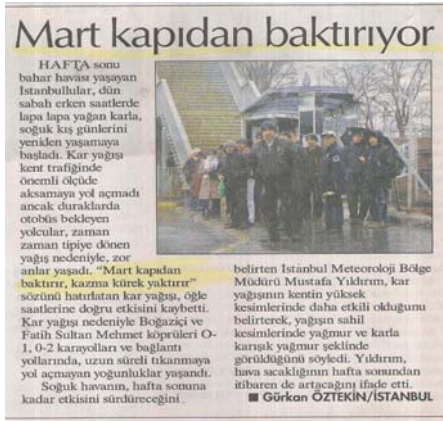 Mart kapıdan baktırıyor
HAFTA sonu
bahar havası yaşayan
İstanbullular, dün
sabah erken saatlerde
lapa lapa yağan karla,
soğuk kış günlerini
yeniden yaşamaya
başladı. Kar yağışı
kent trafiğinde
önemli ölçüde
aksamaya yol açmadı
ancak duraklarda
otobüs bekleyen
yolcular, zaman
zaman tipiye dönen
yağış nedeniyle, zor
anlar yaşadı. “Mart kapıdan
baktırır, kazma kürek yaktırır”
sözünü hatırlatan kar yağışı, öğle
saatlerine doğru etkisini kaybetti.
Kar yağışı nedeniyle Boğaziçi ve
Fatih Sultan Mehmet köprüleri O-
1, 0-2 karayolları ve bağlantı
yollarında, uzun süreli tıkanmaya
yol açmayan yoğunluklar yaşandı.
Soğuk havanın, hafta sonuna
kadar etkisini sürdüreceğini
belirten İstanbul Meteoroloji Bölge
Müdürü Mustafa Yıldırım, kar
yağışının kentin yüksek
kesimlerinde daha etkili olduğunu
belirterek, yağışın sahil
kesimlerinde yağmur ve karla
karışık yağmur şeklinde
görüldüğünü söyledi. Yıldırım,
hava sıcaklığının hafta sonundan
itibaren de artacağını ifade etti.
■ Gürkan ÖZTEKİN/İSTANBUL